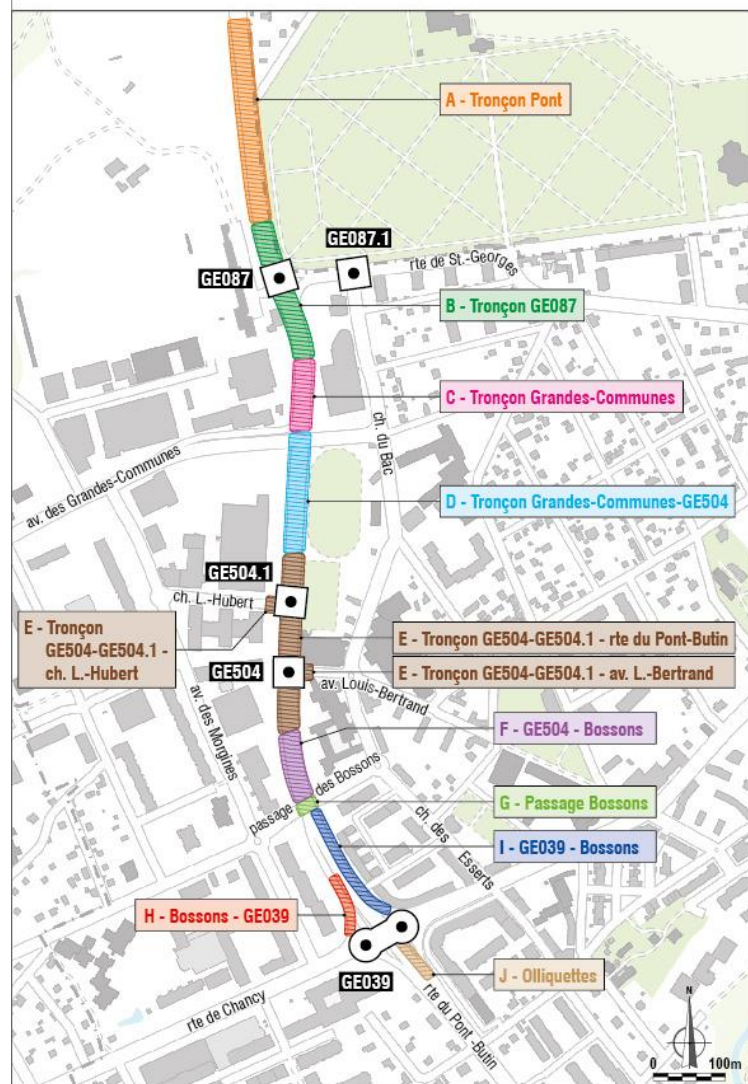 A - Tronçon Pont
GE087.1
GE087
rte de St.-Georges
B - Tronçon GE087
C - Tronçon Grandes-Communes
ch. du Bac
av. des Grandes-Communes
D - Tronçon Grandes-Communes-GE504
GE504.1
ch. L.-Hubert
E - Tronçon
GE504-GE504.1 -
ch. L.-Hubert
E - Tronçon GE504-GE504.1 - rte du Pont-Butin
GE504
E - Tronçon GE504-GE504.1 - av. L.-Bertrand
av. Louis-Bertrand
av. des Morgines
F - GE504 - Bossons
passage des Bossons
G - Passage Bossons
ch. des Esserts
I - GE039 - Bossons
H - Bossons - GE039
GE039
J - Olliquettes
rte de Chancy
rte du Pont -Butin
N
0 100m